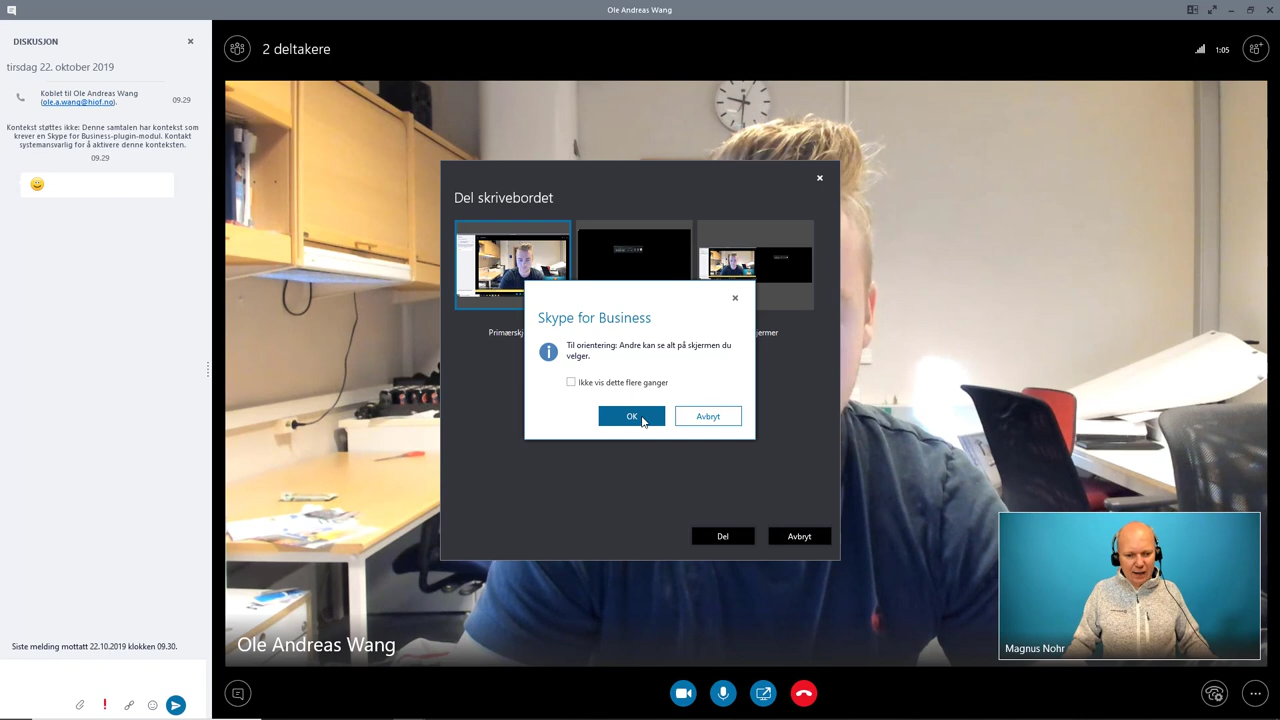 Ole Andreas Wang
DISKUSJON
tirsdag 22. oktober 2019
Koblet til Ole Andreas Wang
(ole.a.wang@hiof.no).
09.29
Kontekst støttes ikke: Denne samtalen har kontekst som
krever en Skype for Business-plugin-modul. Kontakt
systemansvarlig for å aktivere denne konteksten.
09.29
Siste melding mottatt 22.10.2019 klokken 09.30.
2 deltakere
1:05
Del skrivebordet
Primærskj
jermer
Skype for Business
Til orientering: Andre kan se alt på skjermen du
velger.
Ikke vis dette flere ganger
OK
Avbryt
Del
Avbryt
Ole Andreas Wang
Magnus Nohr